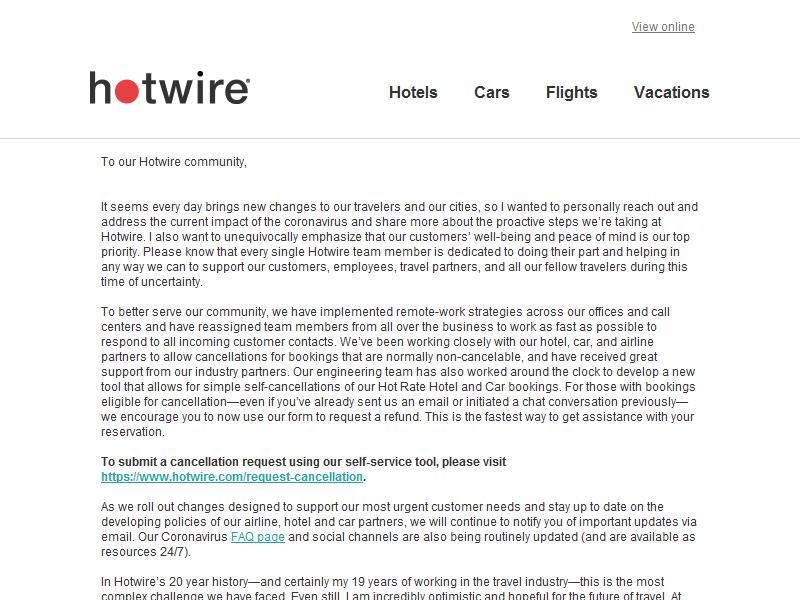 View online
hotwire®
Hotels Cars Flights Vacations
To our Hotwire community,
It seems every day brings new changes to our travelers and our cities, so I wanted to personally reach out and
address the current impact of the coronavirus and share more about the proactive steps we’re taking at
Hotwire. I also want to unequivocally emphasize that our customers’ well-being and peace of mind is our top
priority. Please know that every single Hotwire team member is dedicated to doing their part and helping in
any way we can to support our customers, employees, travel partners, and all our fellow travelers during this
time of uncertainty.
To better serve our community, we have implemented remote-work strategies across our offices and call
centers and have reassigned team members from all over the business to work as fast as possible to
respond to all incoming customer contacts. We’ve been working closely with our hotel, car, and airline
partners to allow cancellations for bookings that are normally non-cancelable, and have received great
support from our industry partners. Our engineering team has also worked around the clock to develop a new
tool that allows for simple self-cancellations of our Hot Rate Hotel and Car bookings. For those with bookings
eligible for cancellation—even if you’ve already sent us an email or initiated a chat conversation previously—
we encourage you to now use our form to request a refund. This is the fastest way to get assistance with your
reservation.
To submit a cancellation request using our self-service tool, please visit
https://www.hotwire.com/request-cancellation.
As we roll out changes designed to support our most urgent customer needs and stay up to date on the
developing policies of our airline, hotel and car partners, we will continue to notify you of important updates via
email. Our Coronavirus FAQ page and social channels are also being routinely updated (and are available as
resources 24/7).
In Hotwire’s 20 year history—and certainly my 19 years of working in the travel industry—this is the most
complex challenge we have faced. Even still, I am incredibly optimistic and hopeful for the future of travel. At